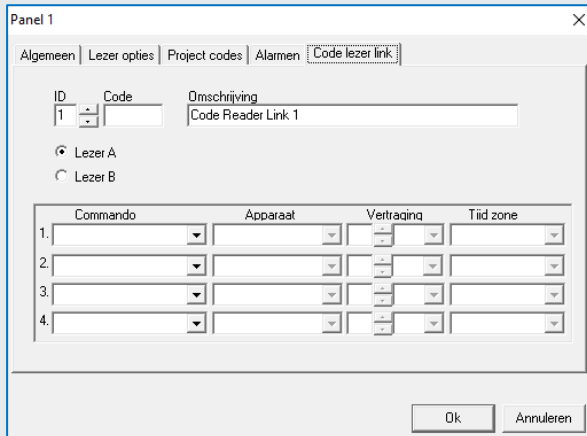 Panel 1
Algemeen Lezer opties Project codes Alarmen Code lezer link
ID Code Omschrijving
1 Code Reader Link 1
Lezer A
Lezer B
Commando Apparaat Vertraging Tijd zone
1.
2.
3.
4.
Ok Annuleren